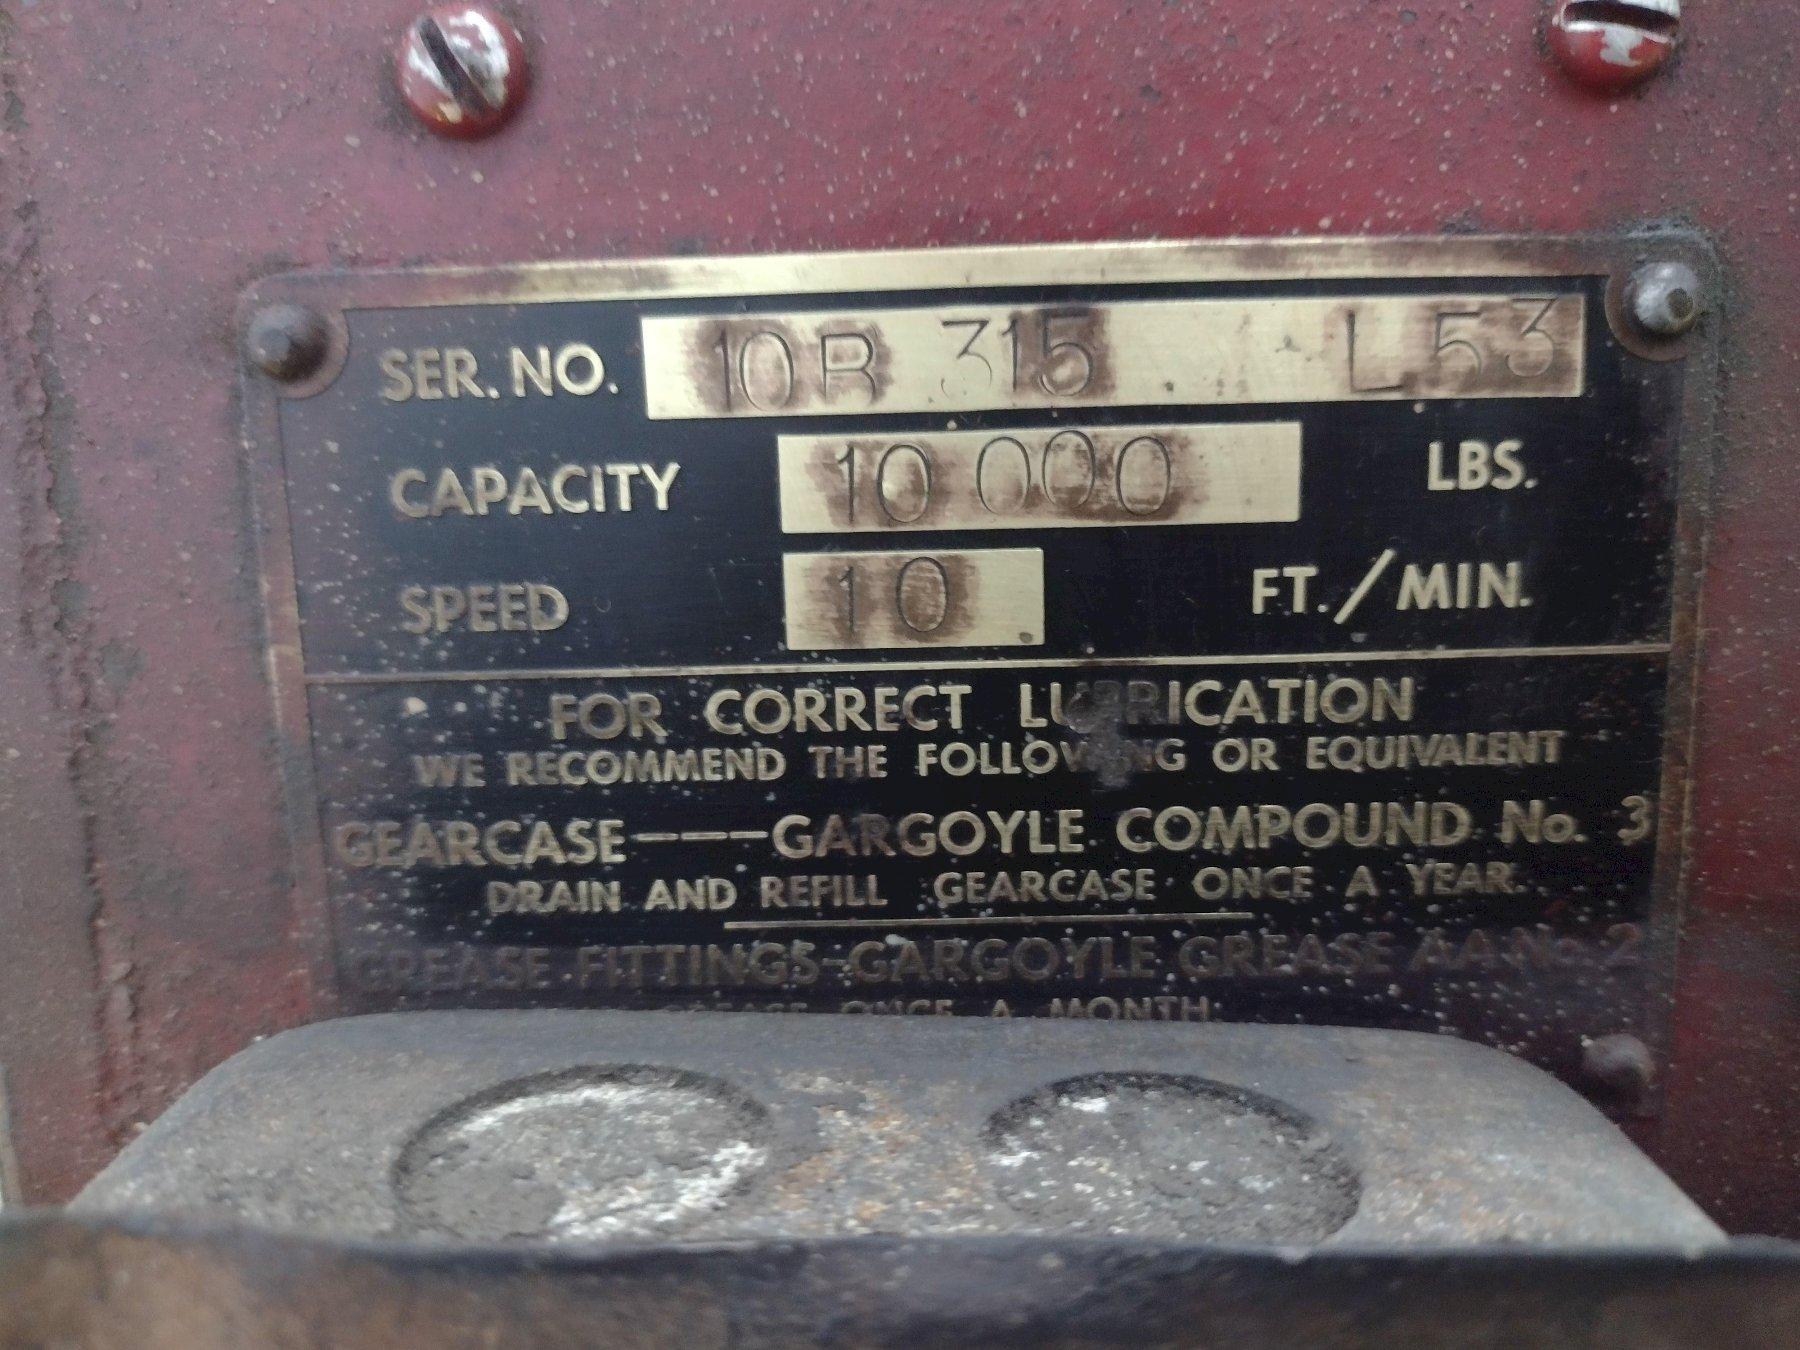 SER. NO. 10R 315 L53
CAPACITY 10 000 LBS.
SPEED 10 FT./MIN.
FOR CORRECT LUBRICATION
WE RECOMMEND THE FOLLOWING OR EQUIVALENT
GEARCASE---GARGOYLE COMPOUND No. 3
DRAIN AND REFILL GEARCASE ONCE A YEAR.
GREASE FITTINGS-GARGOYLE GREASE AA No. 2
GREASE ONCE A MONTH.